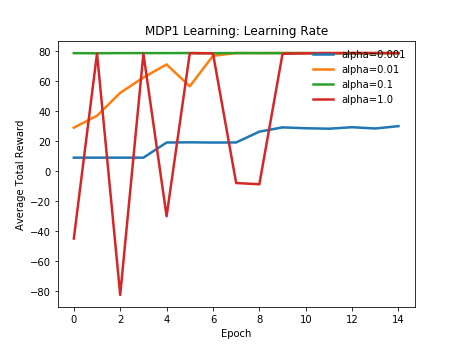 MDP1 Learning: Learning Rate
Average Total Reward
80
60
40
20
0
−20
−40
−60
−80
alpha=0.001
alpha=0.01
alpha=0.1
alpha=1.0
0 2 4 6 8 10 12 14
Epoch